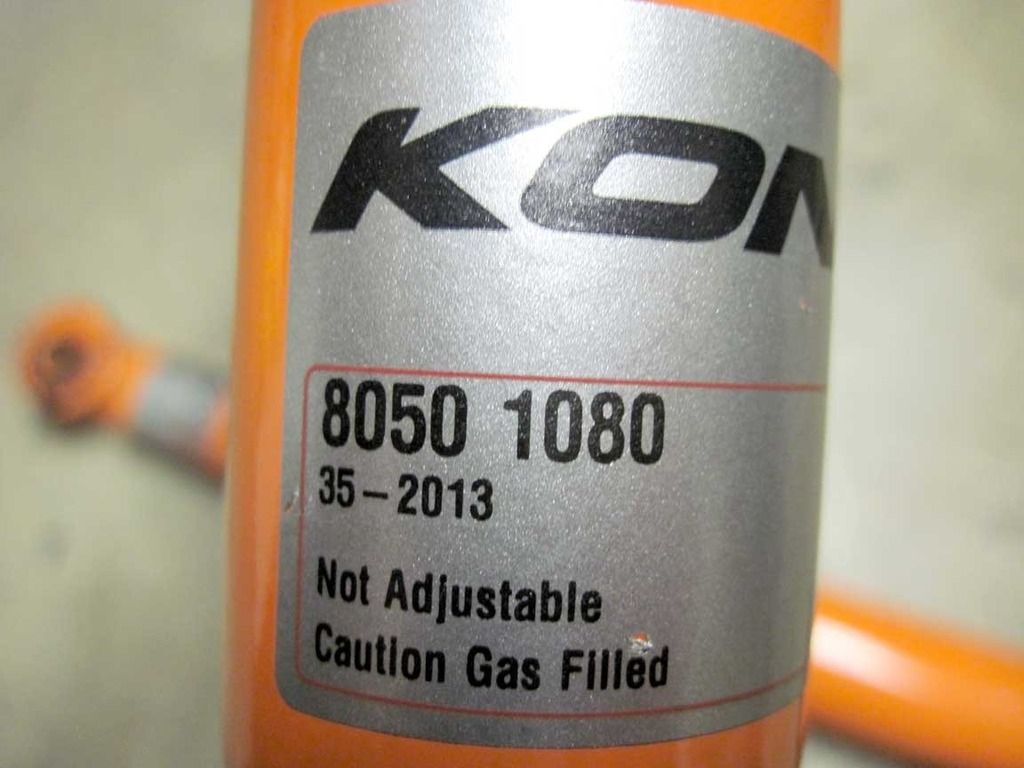 KON
8050 1080
35-2013
Not Adjustable
Caution Gas Filled